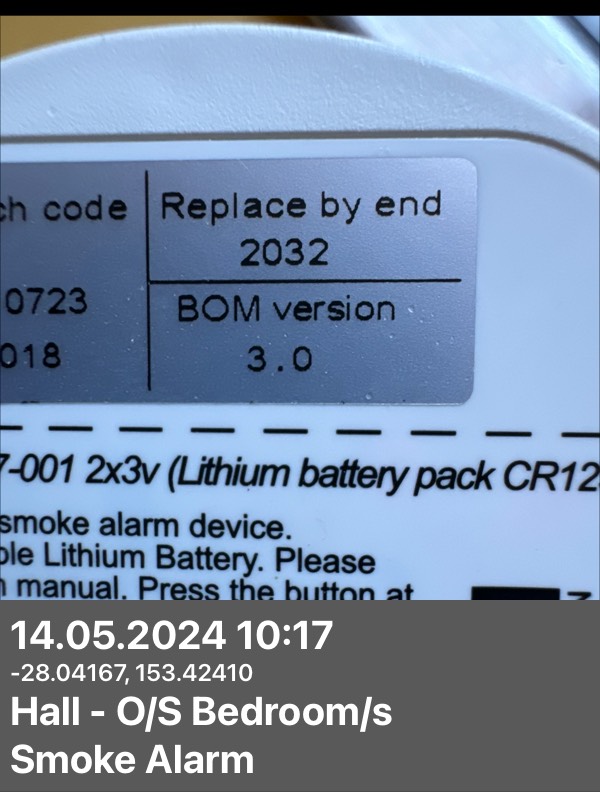 ch code
Replace by end
2032
0723
018
BOM version
3.0
7-001 2x3v (Lithium battery pack CR12
smoke alarm device.
ble Lithium Battery. Please
manual. Press the button at
14.05.2024 10:17
-28.04167, 153.42410
Hall - O/S Bedroom/s
Smoke Alarm